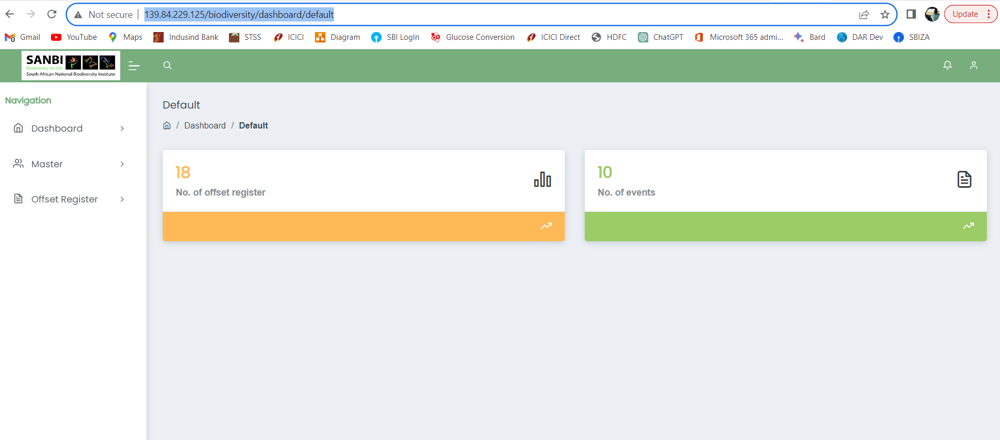 Not secure 139.84.229.125/biodiversity/dashboard/default Update
Gmail YouTube Maps Indusind Bank STSS ICICI Diagram SBI LogIn Glucose Conversion ICICI Direct HDFC ChatGPT Microsoft 365 admi... Bard DAR Dev SBIZA
SANBI
Biodiversity for Life
South African National Biodiversity Institute
Navigation
Dashboard
Master
Offset Register
Default
/ Dashboard / Default
18
No. of offset register
10
No. of events